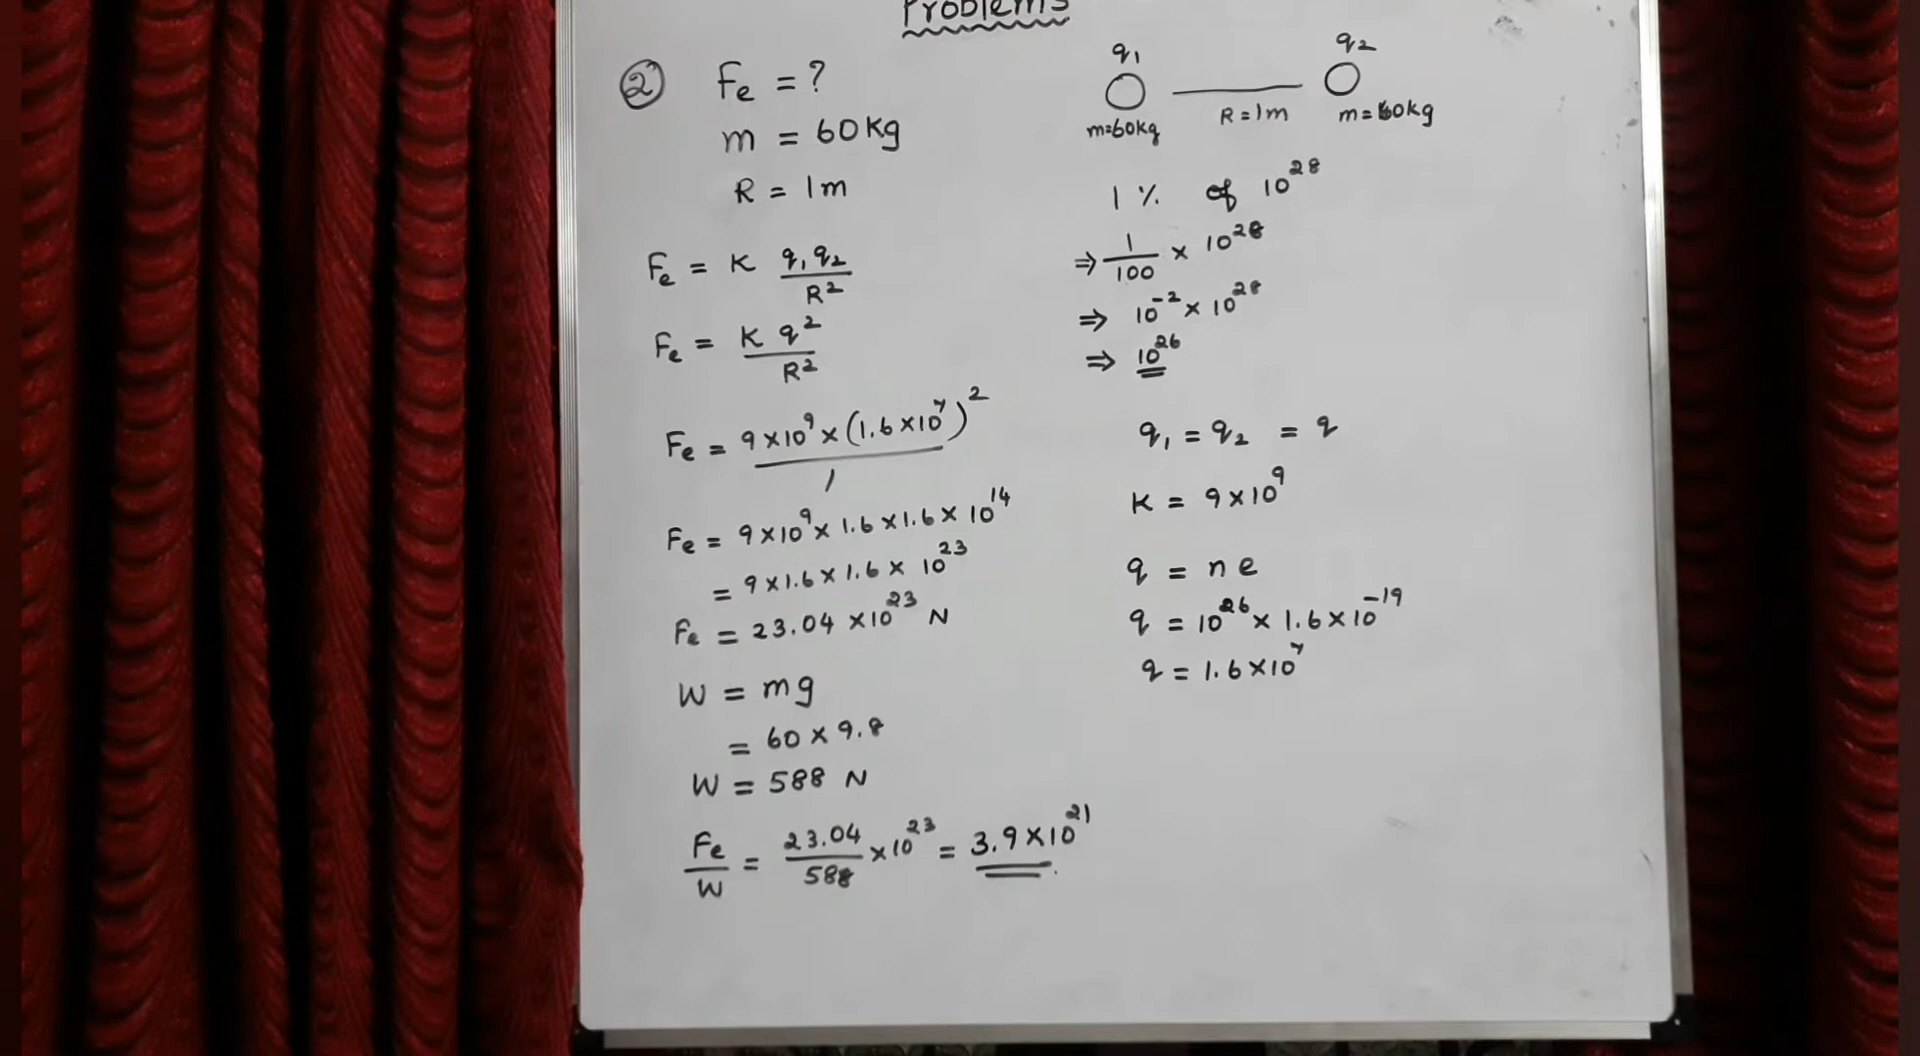 Problems
② Fe = ?
m = 60 Kg
R = 1m
Fe = K q₁q₂ / R²
Fe = K q² / R²
Fe = 9×10⁹×(1.6×10⁷)² / 1
Fe = 9×10⁹×1.6×1.6×10¹⁴
= 9×1.6×1.6×10²³
Fe = 23.04×10²³ N
W = mg
= 60×9.8
W = 588 N
Fe/W = 23.04/588 ×10²³ = 3.9×10²¹
q₁ q₂
R=1m
m=60kg m=60kg
1 % of 10²⁸
⇒ 1/100 × 10²⁸
⇒ 10⁻²×10²⁸
⇒ 10²⁶
q₁ = q₂ = q
K = 9×10⁹
q = ne
q = 10²⁶×1.6×10⁻¹⁹
q = 1.6×10⁷